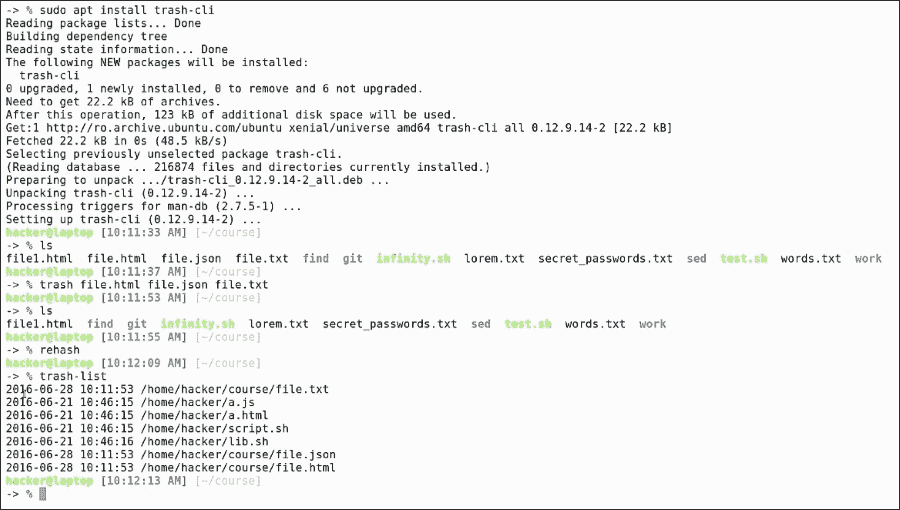 -> % sudo apt install trash-cli
Reading package lists... Done
Building dependency tree
Reading state information... Done
The following NEW packages will be installed:
  trash-cli
0 upgraded, 1 newly installed, 0 to remove and 6 not upgraded.
Need to get 22.2 kB of archives.
After this operation, 123 kB of additional disk space will be used.
Get:1 http://ro.archive.ubuntu.com/ubuntu xenial/universe amd64 trash-cli all 0.12.9.14-2 [22.2 kB]
Fetched 22.2 kB in 0s (48.5 kB/s)
Selecting previously unselected package trash-cli.
(Reading database ... 216874 files and directories currently installed.)
Preparing to unpack .../trash-cli_0.12.9.14-2_all.deb ...
Unpacking trash-cli (0.12.9.14-2) ...
Processing triggers for man-db (2.7.5-1) ...
Setting up trash-cli (0.12.9.14-2) ...
hacker@laptop [10:11:33 AM] [~/course]
-> % ls
file1.html  file.html  file.json  file.txt  find  git  infinity.sh  lorem.txt  secret_passwords.txt  sed  test.sh  words.txt  work
hacker@laptop [10:11:37 AM] [~/course]
-> % trash file.html file.json file.txt
hacker@laptop [10:11:53 AM] [~/course]
-> % ls
file1.html  find  git  infinity.sh  lorem.txt  secret_passwords.txt  sed  test.sh  words.txt  work
hacker@laptop [10:11:55 AM] [~/course]
-> % rehash
hacker@laptop [10:12:09 AM] [~/course]
-> % trash-list
2016-06-28 10:11:53 /home/hacker/course/file.txt
2016-06-21 10:46:15 /home/hacker/a.js
2016-06-21 10:46:15 /home/hacker/a.html
2016-06-21 10:46:15 /home/hacker/script.sh
2016-06-21 10:46:16 /home/hacker/lib.sh
2016-06-28 10:11:53 /home/hacker/course/file.json
2016-06-28 10:11:53 /home/hacker/course/file.html
hacker@laptop [10:12:13 AM] [~/course]
-> %